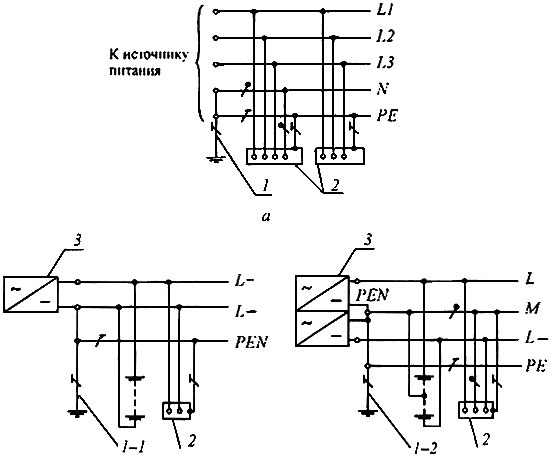 К источнику
питания
L1
L2
L3
N
PE
1
2
а
3
L-
L-
PEN
1-1
2
3
PEN
L
M
L-
PE
1-2
2